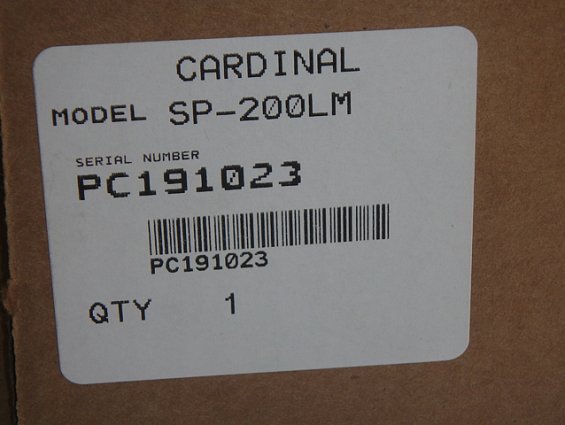 CARDINAL
MODEL SP-200LM
SERIAL NUMBER
PC191023
PC191023
QTY 1